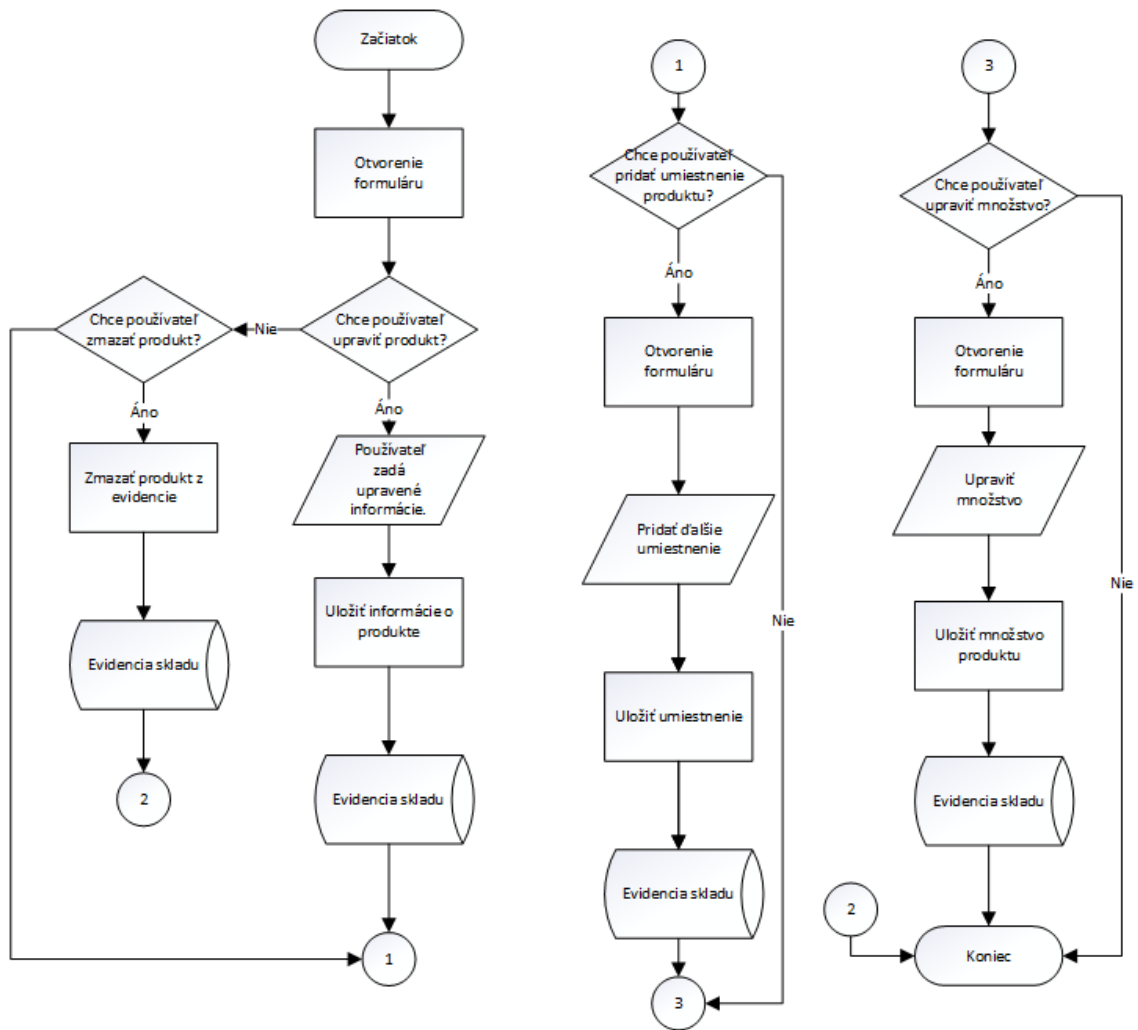 Začiatok
Otvorenie
formuláru
Chce používateľ
upraviť produkt?
Nie
Chce používateľ
zmazať produkt?
Áno
Zmazať produkt z
evidencie
Evidencia skladu
2
Áno
Používateľ
zadá
upravené
informácie.
Uložiť informácie o
produkte
Evidencia skladu
1
1
Chce používateľ
pridať umiestnenie
produktu?
Áno
Otvorenie
formuláru
Pridať ďalšie
umiestnenie
Nie
Uložiť umiestnenie
Evidencia skladu
3
3
Chce používateľ
upraviť množstvo?
Áno
Otvorenie
formuláru
Upraviť
množstvo
Nie
Uložiť množstvo
produktu
Evidencia skladu
2
Koniec